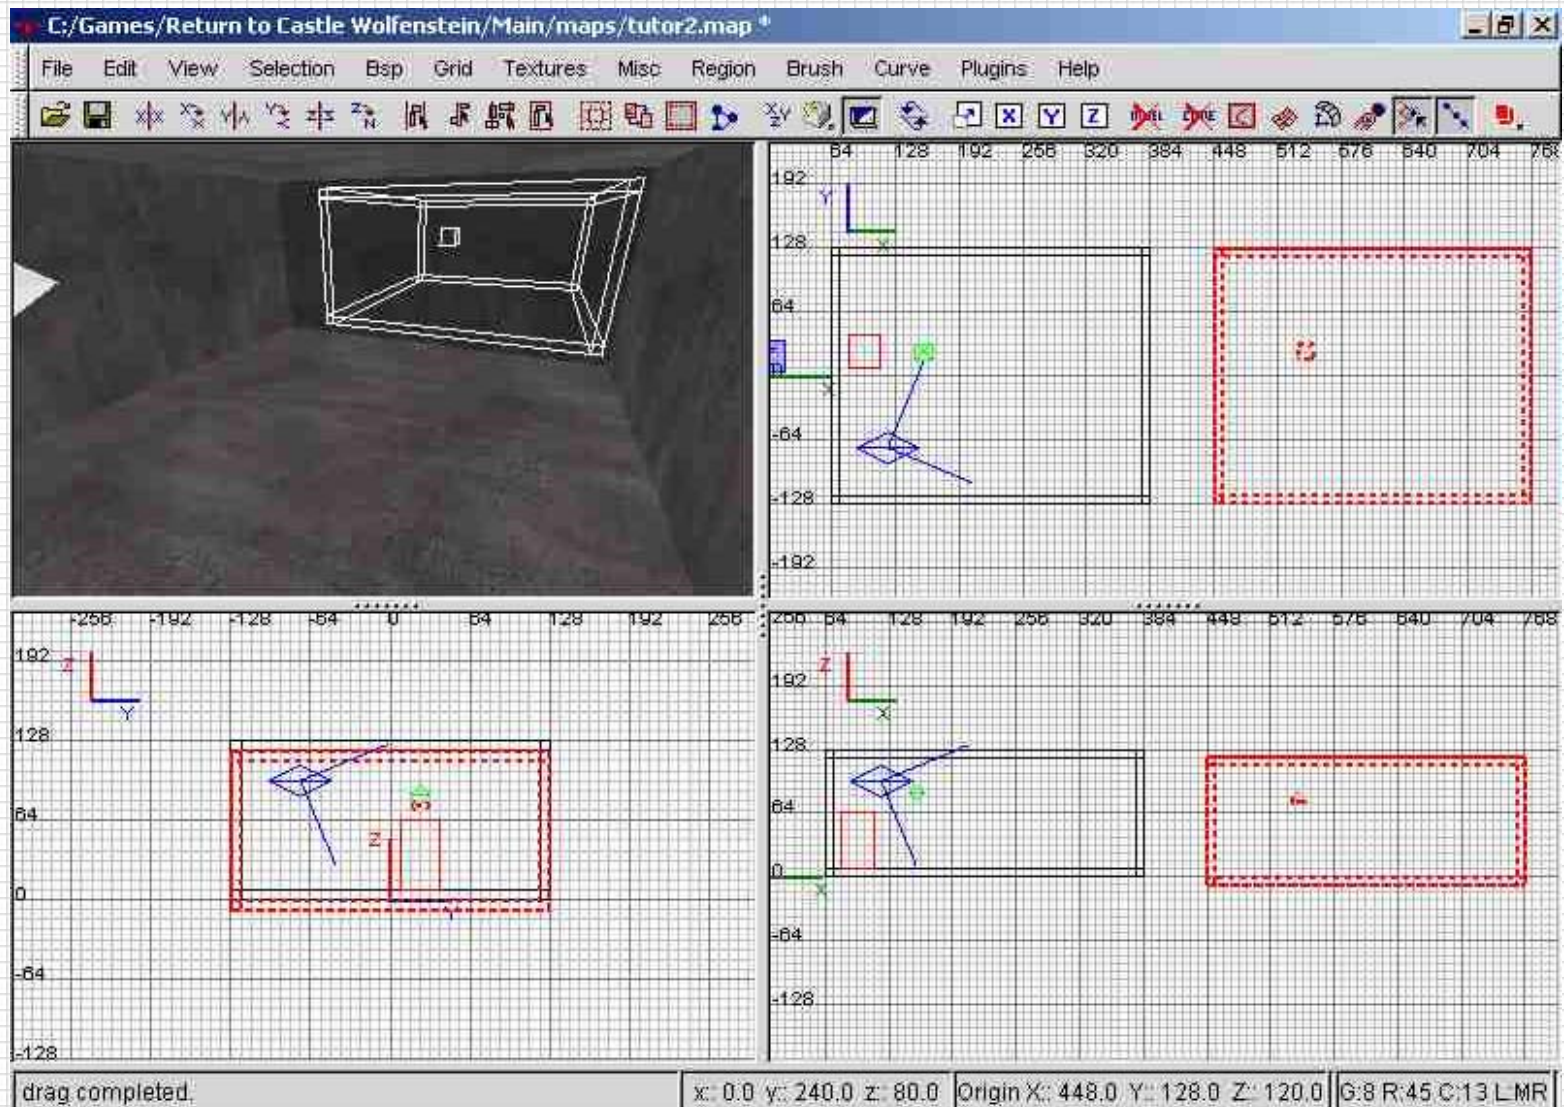 C:/Games/Return to Castle Wolfenstein/Main/maps/tutor2.map *
File Edit View Selection Bsp Grid Textures Misc Region Brush Curve Plugins Help
64 128 192 256 320 384 448 512 576 640 704 768
192
Y
X
128
64
X
-64
-128
-192
-256 -192 -128 -64 0 64 128 192 256
192
Z
Y
128
64
Z
0
Y
-64
-128
64 128 192 256 320 384 448 512 576 640 704 768
Z
192
X
128
64
0
X
-64
-128
drag completed.
x:: 0.0 y:: 240.0 z:: 80.0
Origin X:: 448.0 Y:: 128.0 Z:: 120.0
G:8 R:45 C:13 L:MR